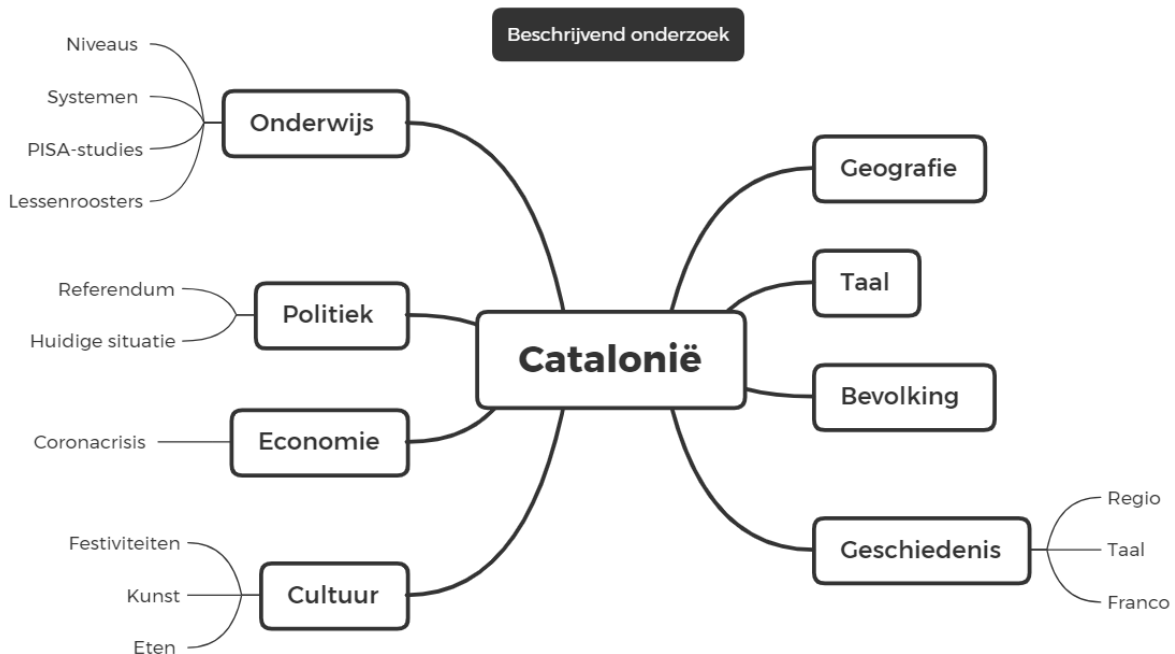 Beschrijvend onderzoek
Catalonië
Onderwijs
Niveaus
Systemen
PISA-studies
Lessenroosters
Politiek
Referendum
Huidige situatie
Economie
Coronacrisis
Cultuur
Festiviteiten
Kunst
Eten
Geografie
Taal
Bevolking
Geschiedenis
Regio
Taal
Franco